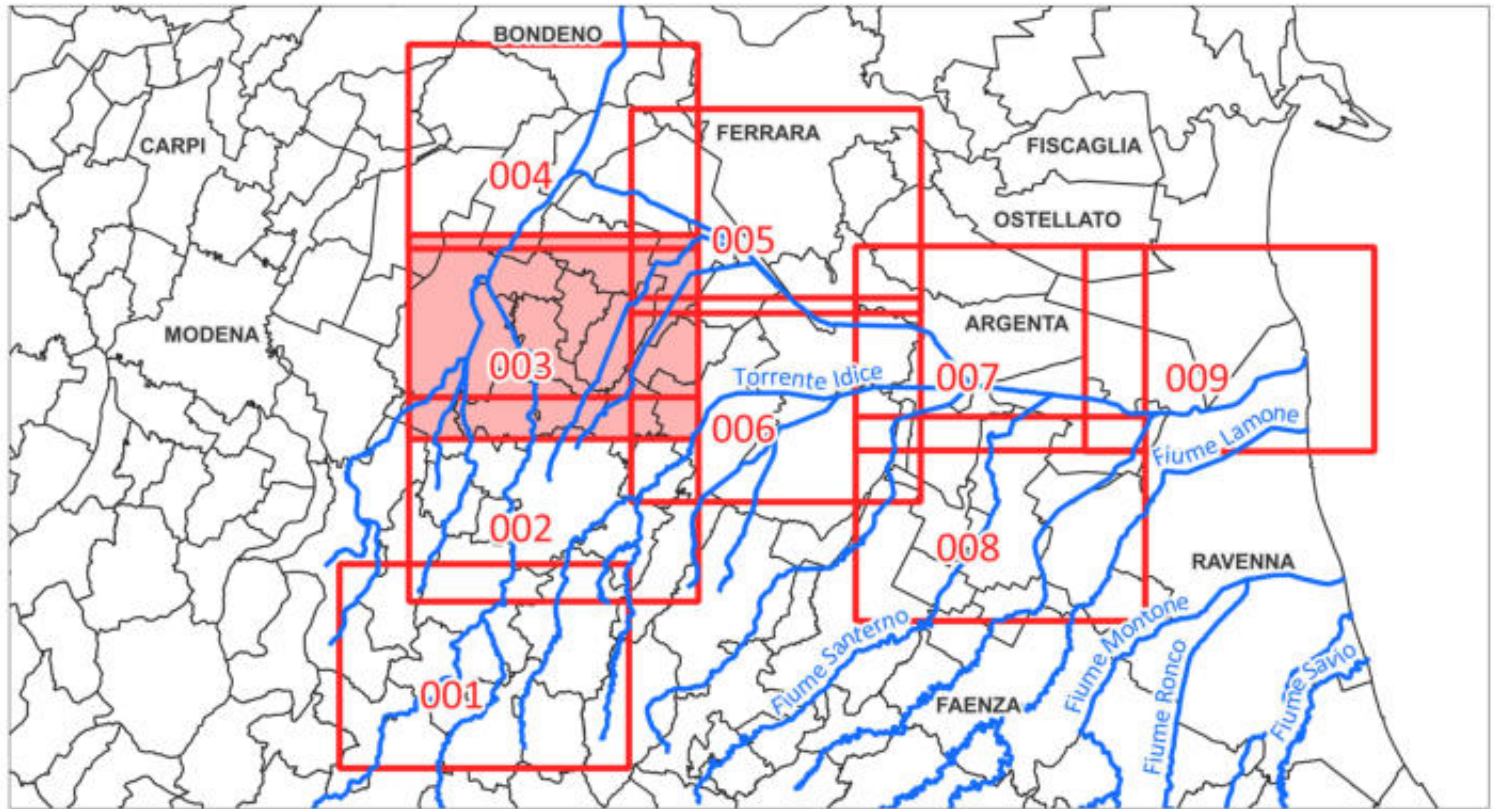 BONDENO
FERRARA
CARPI
FISCAGLIA
004
OSTELLATO
005
MODENA
ARGENTA
003
Torrente Idice
007
009
006
Fiume Lamone
002
008
RAVENNA
Fiume Santerno
Fiume Montone
Fiume Ronco
Fiume Savio
001
FAENZA